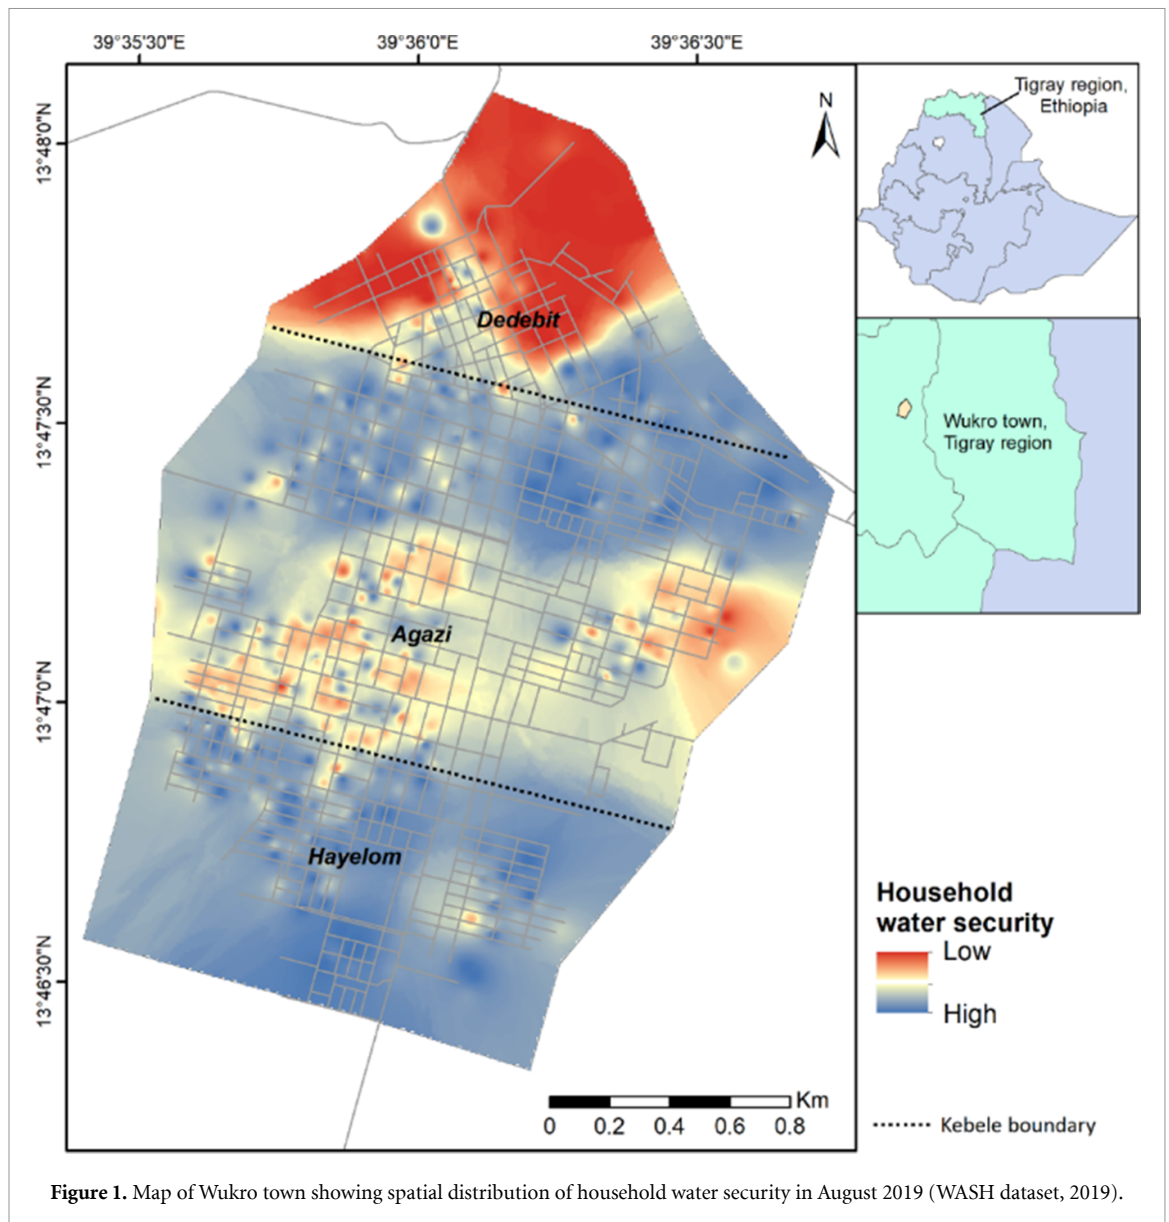 39°35'30"E
39°36'0"E
39°36'30"E
13°48'0"N
13°47'30"N
13°47'0"N
13°46'30"N
N
Tigray region,
Ethiopia
Wukro town,
Tigray region
Dedebit
Agazi
Hayelom
Household
water security
Low
High
Km
0 0.2 0.4 0.6 0.8
Kebele boundary
Figure 1. Map of Wukro town showing spatial distribution of household water security in August 2019 (WASH dataset, 2019).